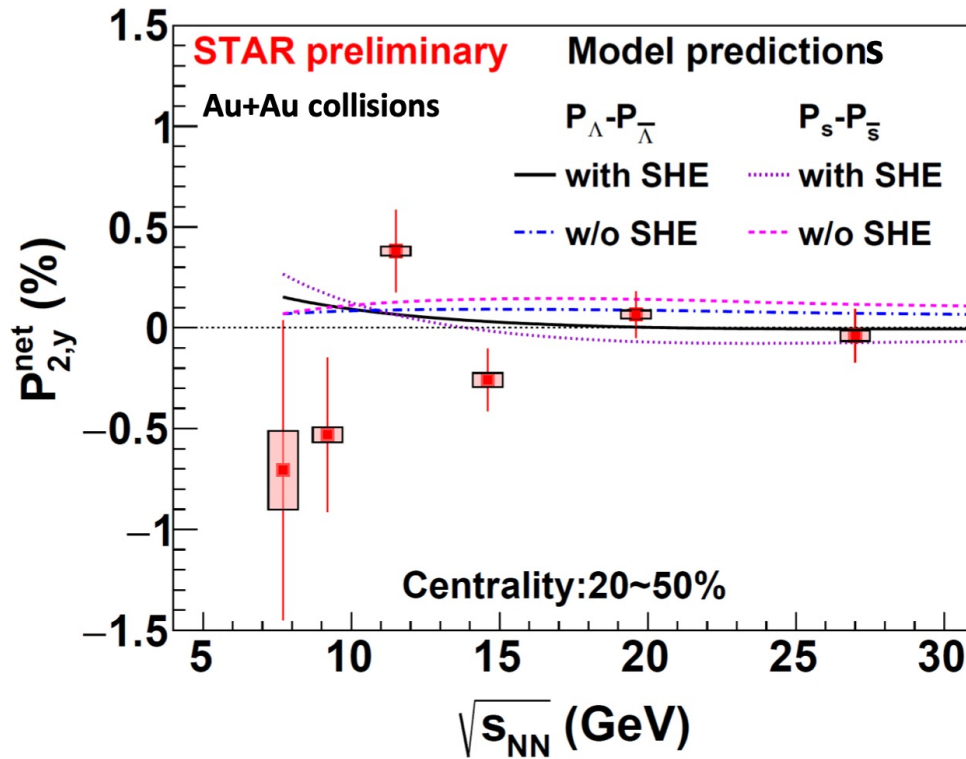 STAR preliminary
Model predictions
Au+Au collisions
P_Λ-P_Λ̅
P_s-P_s̅
with SHE
with SHE
w/o SHE
w/o SHE
1.5
1
0.5
0
−0.5
−1
−1.5
P^net_2,y (%)
Centrality:20~50%
5 10 15 20 25 30
√s_NN (GeV)